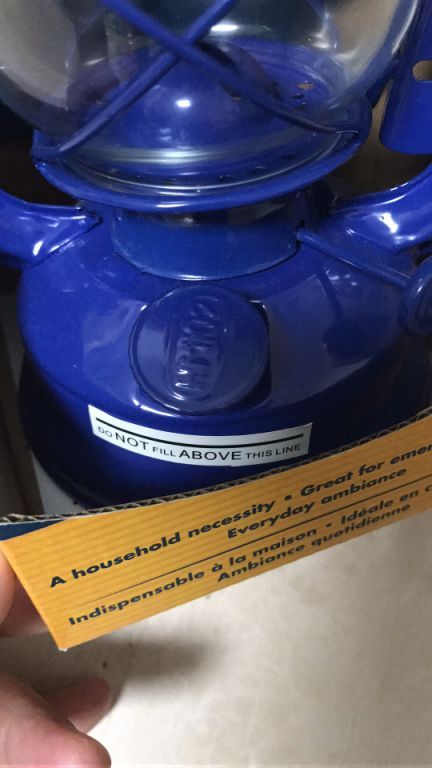 DO NOT FILL ABOVE THIS LINE
A household necessity • Great for emer
Everyday ambiance
Indispensable à la maison • Idéale en c
Ambiance quotidienne